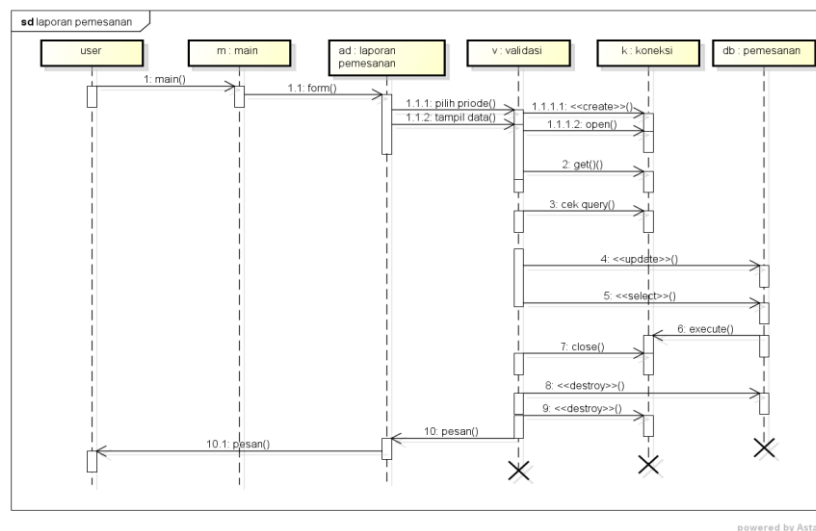 sd laporan pemesanan
user
m : main
ad : laporan
pemesanan
v : validasi
k : koneksi
db : pemesanan
1: main()
1.1: form()
1.1.1: pilih priode()
1.1.1.1: <<create>>()
1.1.2: tampil data()
1.1.1.2: open()
2: get()()
3: cek query()
4: <<update>>()
5: <<select>>()
6: execute()
7: close()
8: <<destroy>>()
9: <<destroy>>()
10: pesan()
10.1: pesan()
powered by Asta